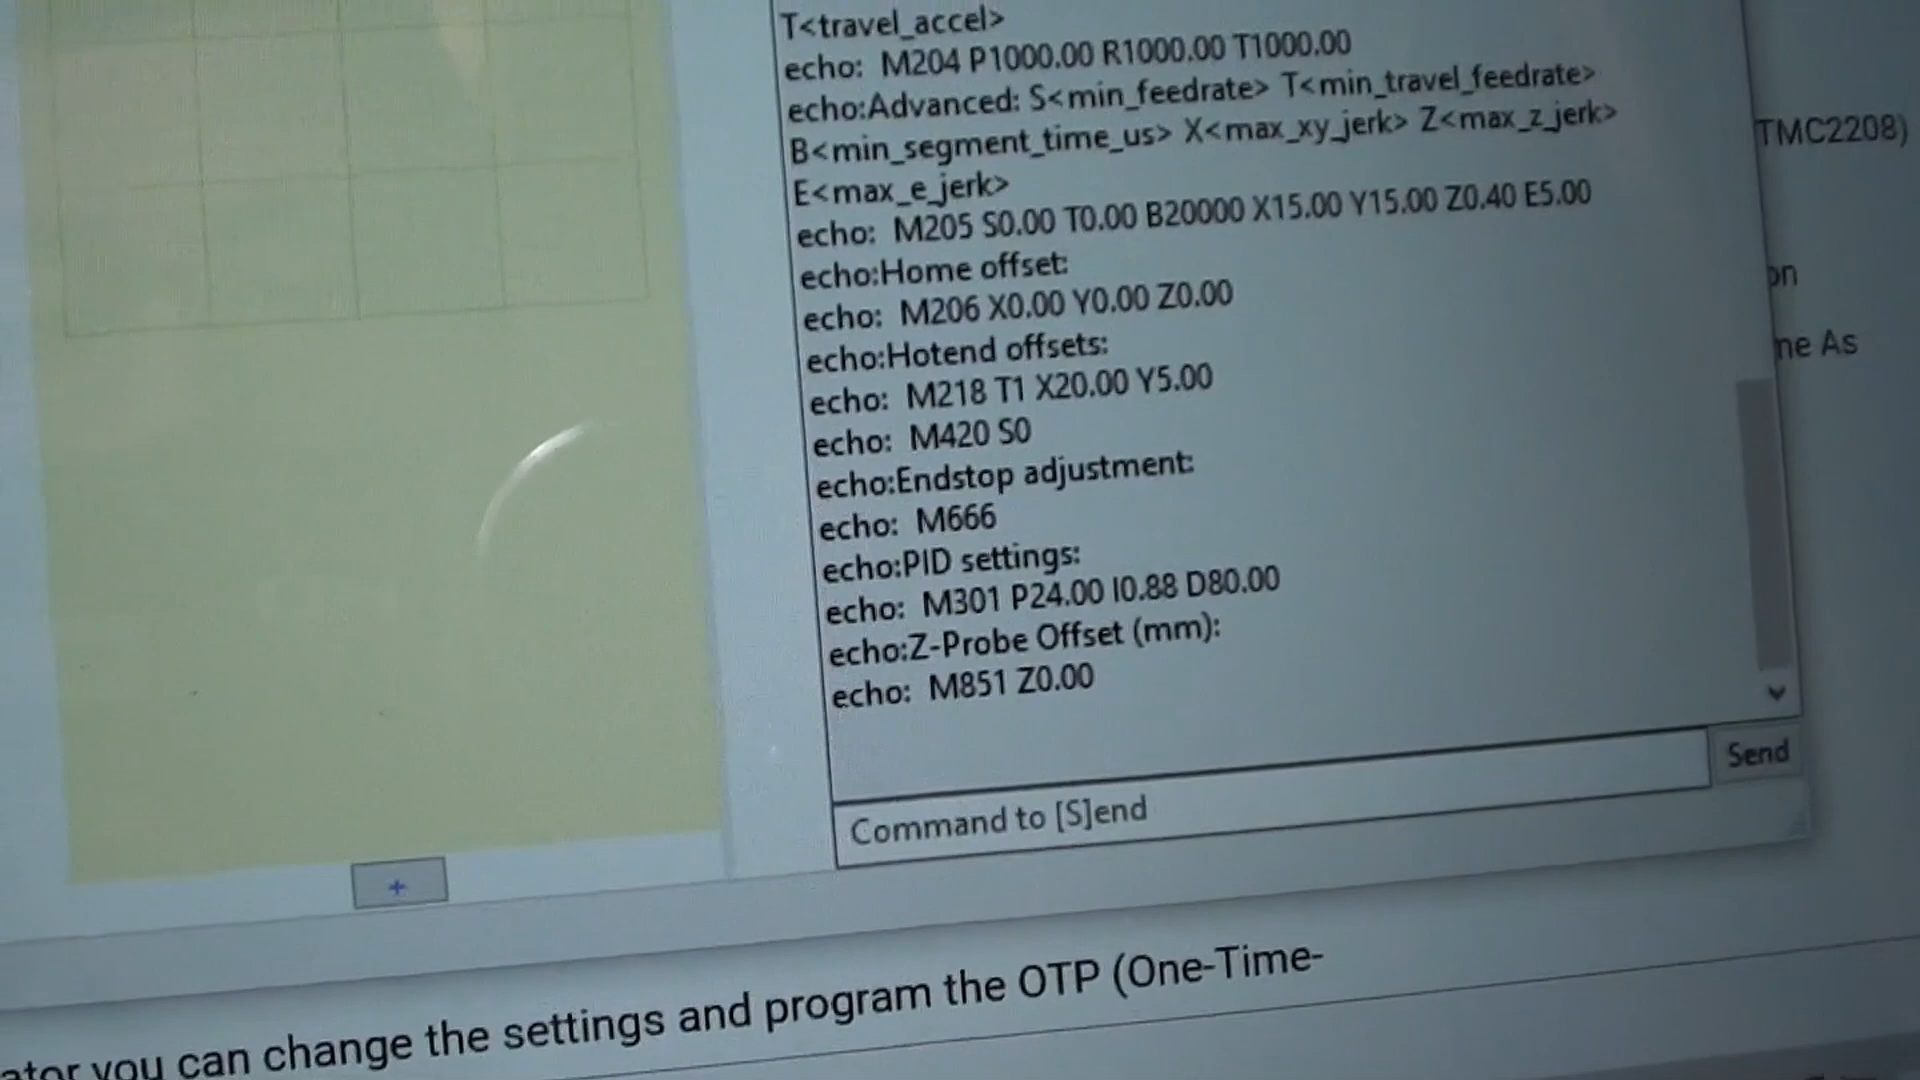 T<travel_accel>
echo:  M204 P1000.00 R1000.00 T1000.00
echo:Advanced: S<min_feedrate> T<min_travel_feedrate>
B<min_segment_time_us> X<max_xy_jerk> Z<max_z_jerk>
E<max_e_jerk>
echo:  M205 S0.00 T0.00 B20000 X15.00 Y15.00 Z0.40 E5.00
echo:Home offset:
echo:  M206 X0.00 Y0.00 Z0.00
echo:Hotend offsets:
echo:  M218 T1 X20.00 Y5.00
echo:  M420 S0
echo:Endstop adjustment:
echo:  M666
echo:PID settings:
echo:  M301 P24.00 I0.88 D80.00
echo:Z-Probe Offset (mm):
echo:  M851 Z0.00
Send
Command to [S]end
+
TMC2208)
on
me As
ator you can change the settings and program the OTP (One-Time-